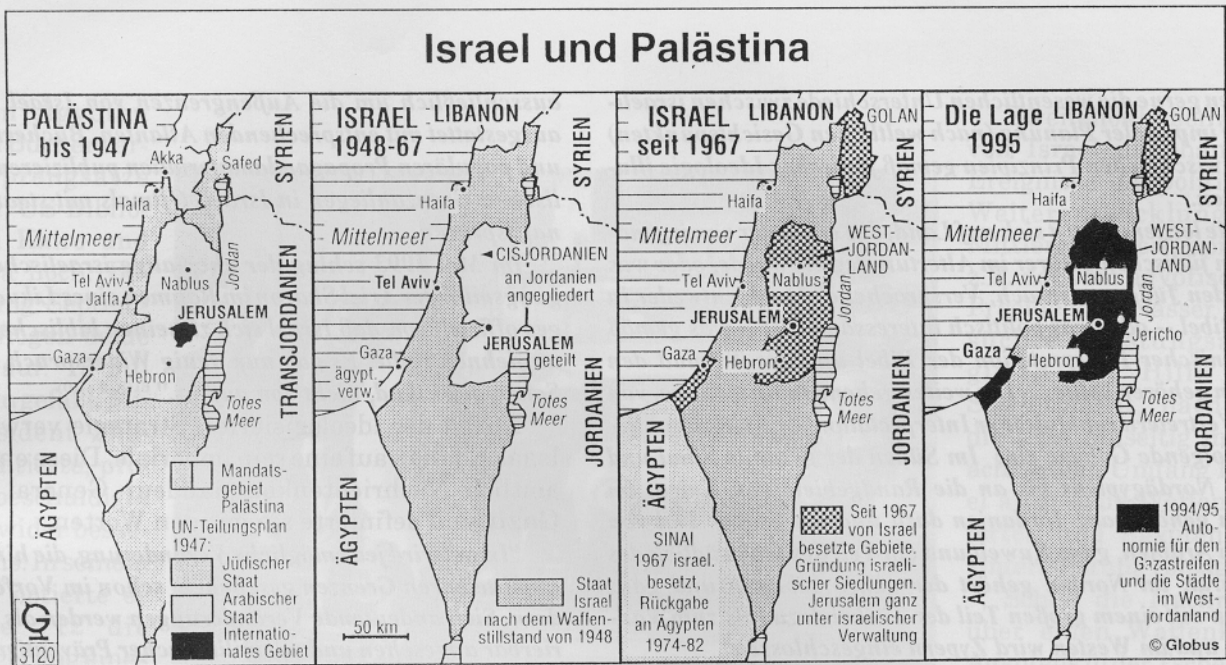 Israel und Palästina
PALÄSTINA
bis 1947
Akka
Safed
SYRIEN
Haifa
Mittelmeer
Jordan
Tel Aviv
Nablus
Jaffa
JERUSALEM
Gaza
Hebron
TRANSJORDANIEN
Totes
Meer
ÄGYPTEN
Mandats-
gebiet
Palästina
UN-Teilungsplan
1947:
Jüdischer
Staat
Arabischer
Staat
Internatio-
nales Gebiet
3120
ISRAEL
1948-67
LIBANON
SYRIEN
Haifa
Mittelmeer
CISJORDANIEN
an Jordanien
angegliedert
Tel Aviv
JERUSALEM
geteilt
Gaza
ägypt.
verw.
Totes
Meer
JORDANIEN
ÄGYPTEN
Staat
Israel
nach dem Waffen-
stillstand von 1948
50 km
ISRAEL
seit 1967
LIBANON
GOLAN
SYRIEN
Haifa
Mittelmeer
WEST-
JORDAN-
LAND
Tel Aviv
Nablus
Jordan
JERUSALEM
Gaza
Hebron
Totes
Meer
JORDANIEN
ÄGYPTEN
SINAI
1967 israel.
besetzt,
Rückgabe
an Ägypten
1974-82
Seit 1967
von Israel
besetzte Gebiete.
Gründung israeli-
scher Siedlungen.
Jerusalem ganz
unter israelischer
Verwaltung
Die Lage
1995
LIBANON
GOLAN
SYRIEN
Haifa
Mittelmeer
WEST-
JORDAN-
LAND
Tel Aviv
Nablus
Jordan
JERUSALEM
Jericho
Gaza
Hebron
Totes
Meer
JORDANIEN
ÄGYPTEN
1994/95
Auto-
nomie für den
Gazastreifen
und die Städte
im West-
jordanland
© Globus